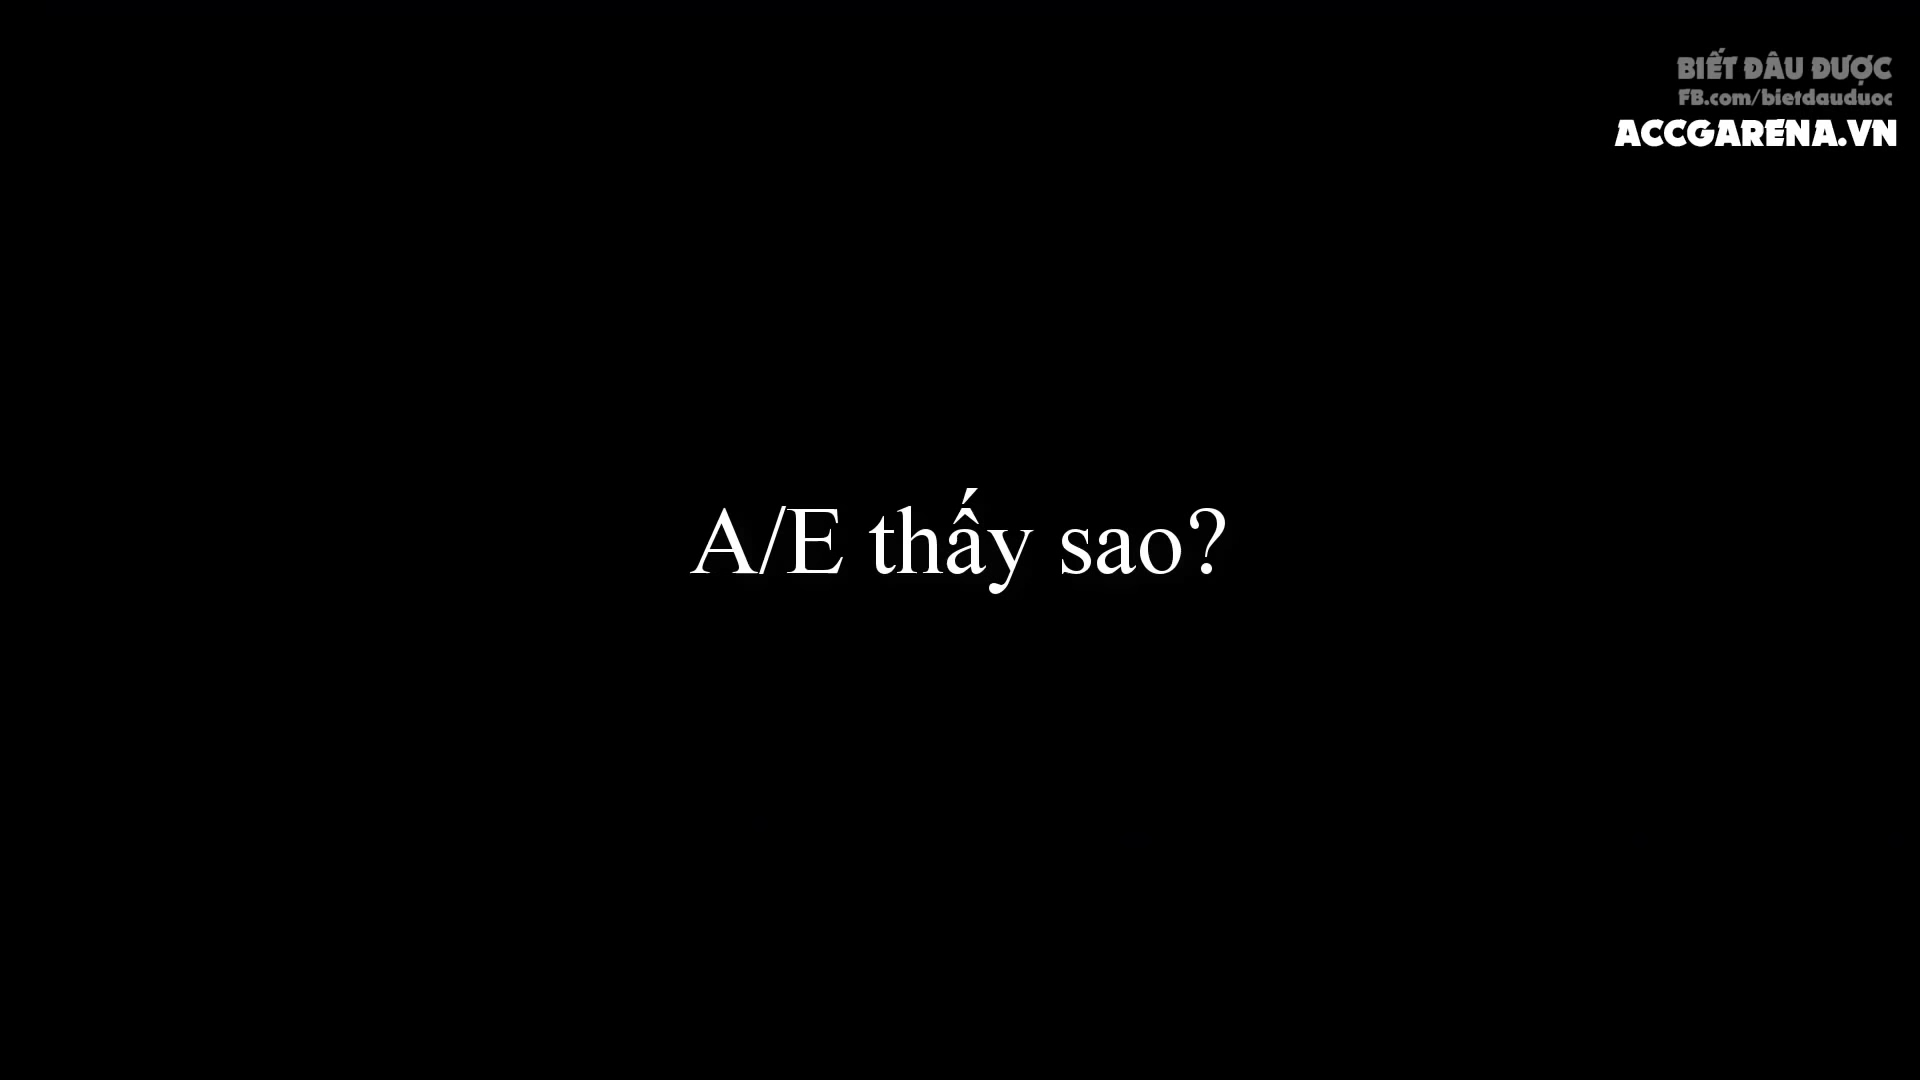 BIẾT ĐÂU ĐƯỢC
FB.com/bietdauduoc
ACCGARENA.VN
A/E thấy sao?